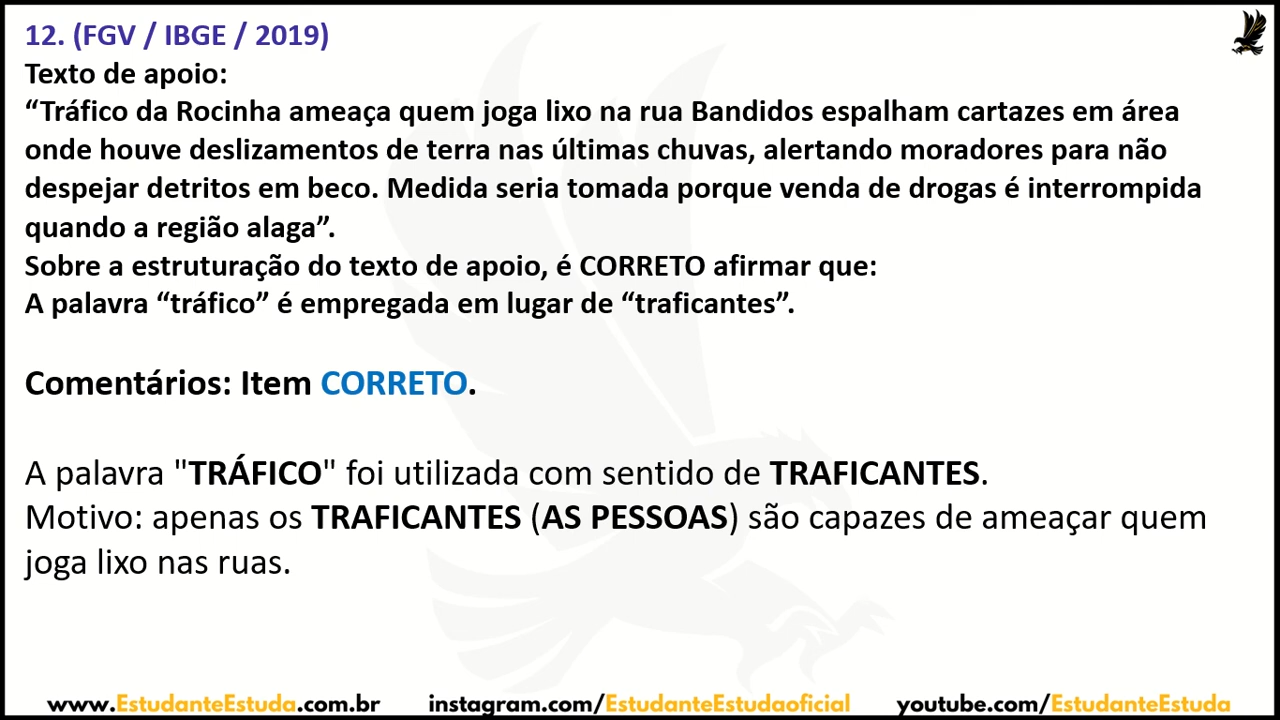 12. (FGV / IBGE / 2019)
Texto de apoio:
“Tráfico da Rocinha ameaça quem joga lixo na rua Bandidos espalham cartazes em área
onde houve deslizamentos de terra nas últimas chuvas, alertando moradores para não
despejar detritos em beco. Medida seria tomada porque venda de drogas é interrompida
quando a região alaga”.
Sobre a estruturação do texto de apoio, é CORRETO afirmar que:
A palavra “tráfico” é empregada em lugar de “traficantes”.
Comentários: Item CORRETO.
A palavra "TRÁFICO" foi utilizada com sentido de TRAFICANTES.
Motivo: apenas os TRAFICANTES (AS PESSOAS) são capazes de ameaçar quem
joga lixo nas ruas.
www.EstudanteEstuda.com.br instagram.com/EstudanteEstudaoficial youtube.com/EstudanteEstuda